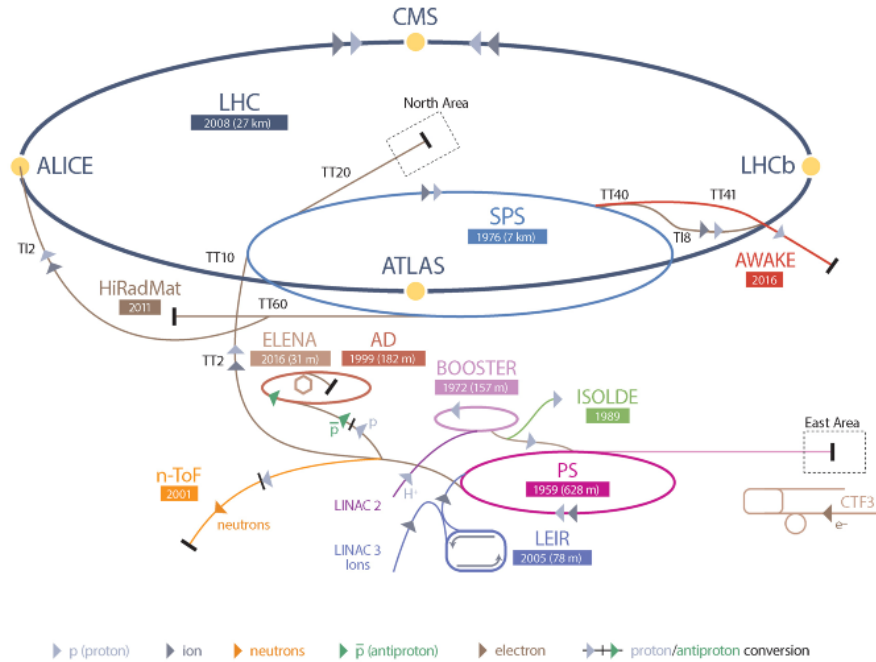 CMS
LHC
2008 (27 km)
North Area
ALICE
TT20
LHCb
TT40
TT41
SPS
1976 (7 km)
TI2
TT10
TI8
ATLAS
AWAKE
2016
HiRadMat
2011
TT60
ELENA
2016 (31 m)
AD
1999 (182 m)
TT2
BOOSTER
1972 (157 m)
ISOLDE
1989
p
p̅
East Area
n-ToF
2001
PS
1959 (628 m)
LINAC 2
H⁺
neutrons
CTF3
e⁻
LINAC 3
Ions
LEIR
2005 (78 m)
p (proton)
ion
neutrons
p̅ (antiproton)
electron
proton/antiproton conversion